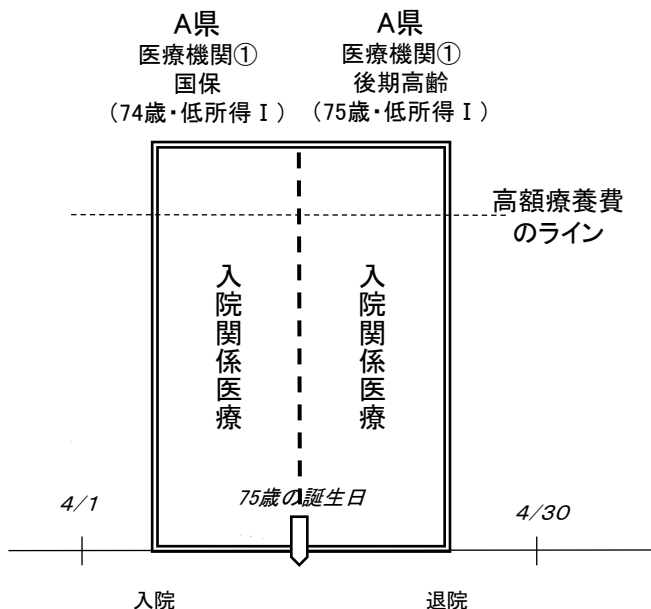 A県
医療機関①
国保
(74歳・低所得Ⅰ)
A県
医療機関①
後期高齢
(75歳・低所得Ⅰ)
高額療養費
のライン
入院関係医療
入院関係医療
75歳の誕生日
4/1
4/30
入院
退院